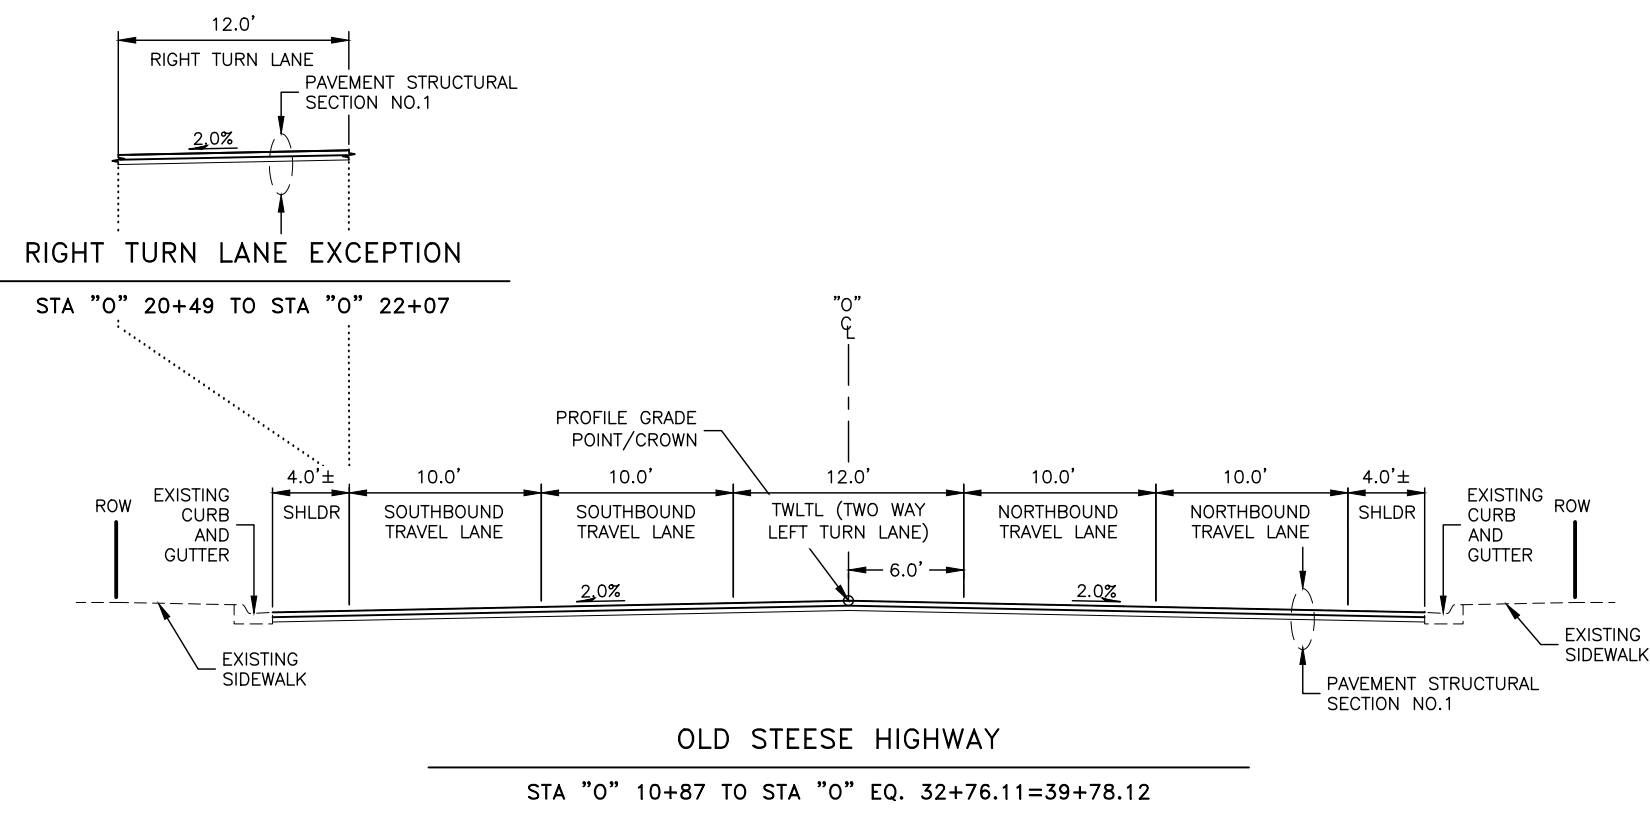 12.0'
RIGHT TURN LANE
PAVEMENT STRUCTURAL
SECTION NO.1
2.0%
RIGHT TURN LANE EXCEPTION
STA "O" 20+49 TO STA "O" 22+07
"O"
CL
PROFILE GRADE
POINT/CROWN
4.0'±
10.0'
10.0'
12.0'
10.0'
10.0'
4.0'±
ROW
EXISTING
CURB
AND
GUTTER
SHLDR
SOUTHBOUND
TRAVEL LANE
SOUTHBOUND
TRAVEL LANE
TWLTL (TWO WAY
LEFT TURN LANE)
NORTHBOUND
TRAVEL LANE
NORTHBOUND
TRAVEL LANE
SHLDR
EXISTING
CURB
AND
GUTTER
ROW
6.0'
2.0%
2.0%
EXISTING
SIDEWALK
EXISTING
SIDEWALK
PAVEMENT STRUCTURAL
SECTION NO.1
OLD STEESE HIGHWAY
STA "O" 10+87 TO STA "O" EQ. 32+76.11=39+78.12